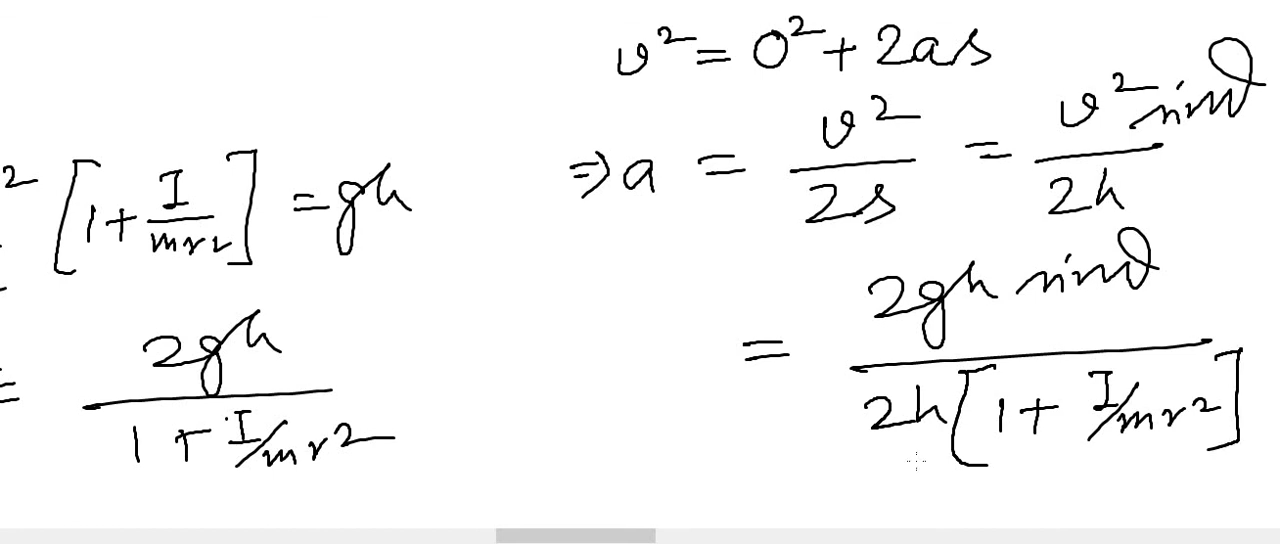 2 [1 + I/mr2] = gh
= 2gh / 1 + I/mr2
v2 = 02 + 2as
⇒ a = v2/2s = v2 sinθ/2h
= 2gh sinθ / 2h[1 + I/mr2]